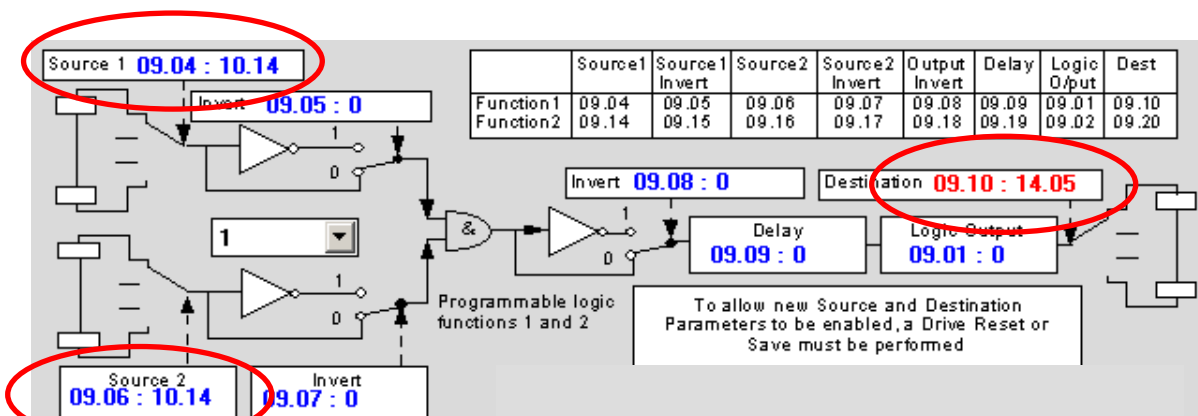 Source 1 09.04 : 10.14
Invert 09.05 : 0
1
0
Source1 Source1 Invert Source2 Source2 Invert Output Invert Delay Logic O/put Dest
Function1 09.04 09.05 09.06 09.07 09.08 09.09 09.01 09.10
Function2 09.14 09.15 09.16 09.17 09.18 09.19 09.02 09.20
Invert 09.08 : 0
Destination 09.10 : 14.05
1
&
1
0
Delay
09.09 : 0
Logic Output
09.01 : 0
1
0
Programmable logic
functions 1 and 2
To allow new Source and Destination
Parameters to be enabled, a Drive Reset or
Save must be performed
Source 2
09.06 : 10.14
Invert
09.07 : 0